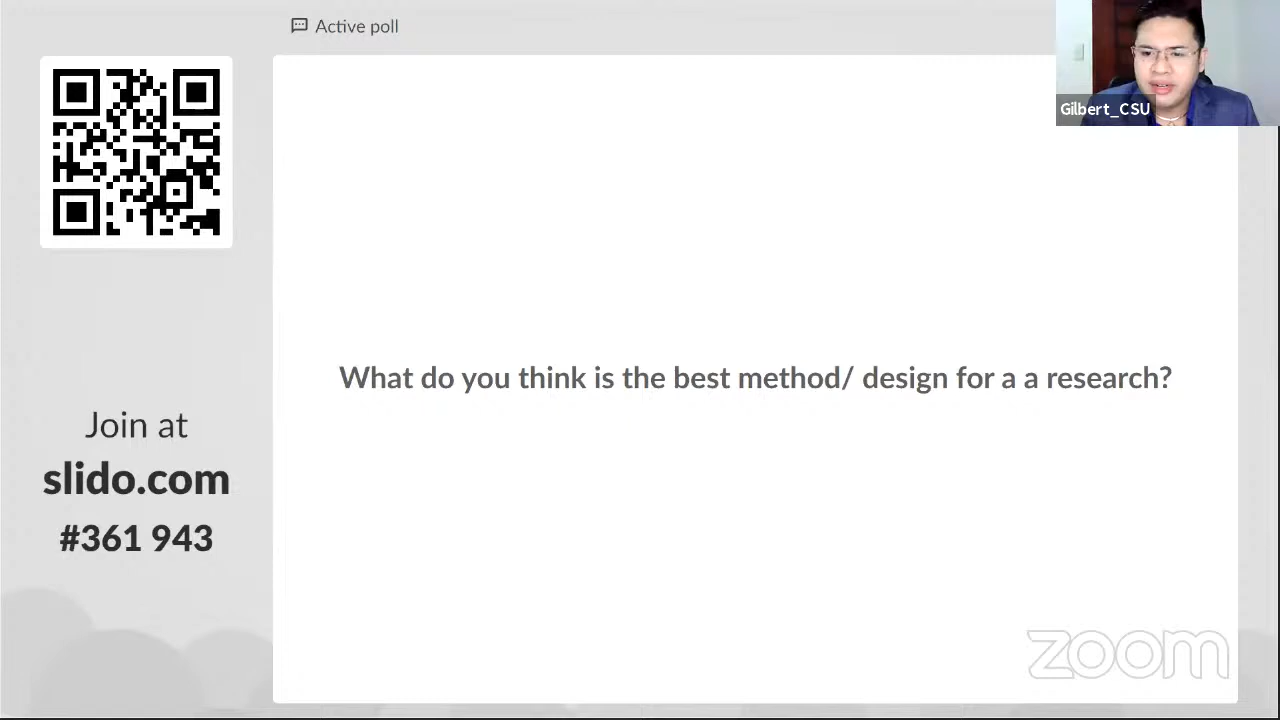 Active poll
Gilbert_CSU
What do you think is the best method/ design for a a research?
Join at
slido.com
#361 943
zoom